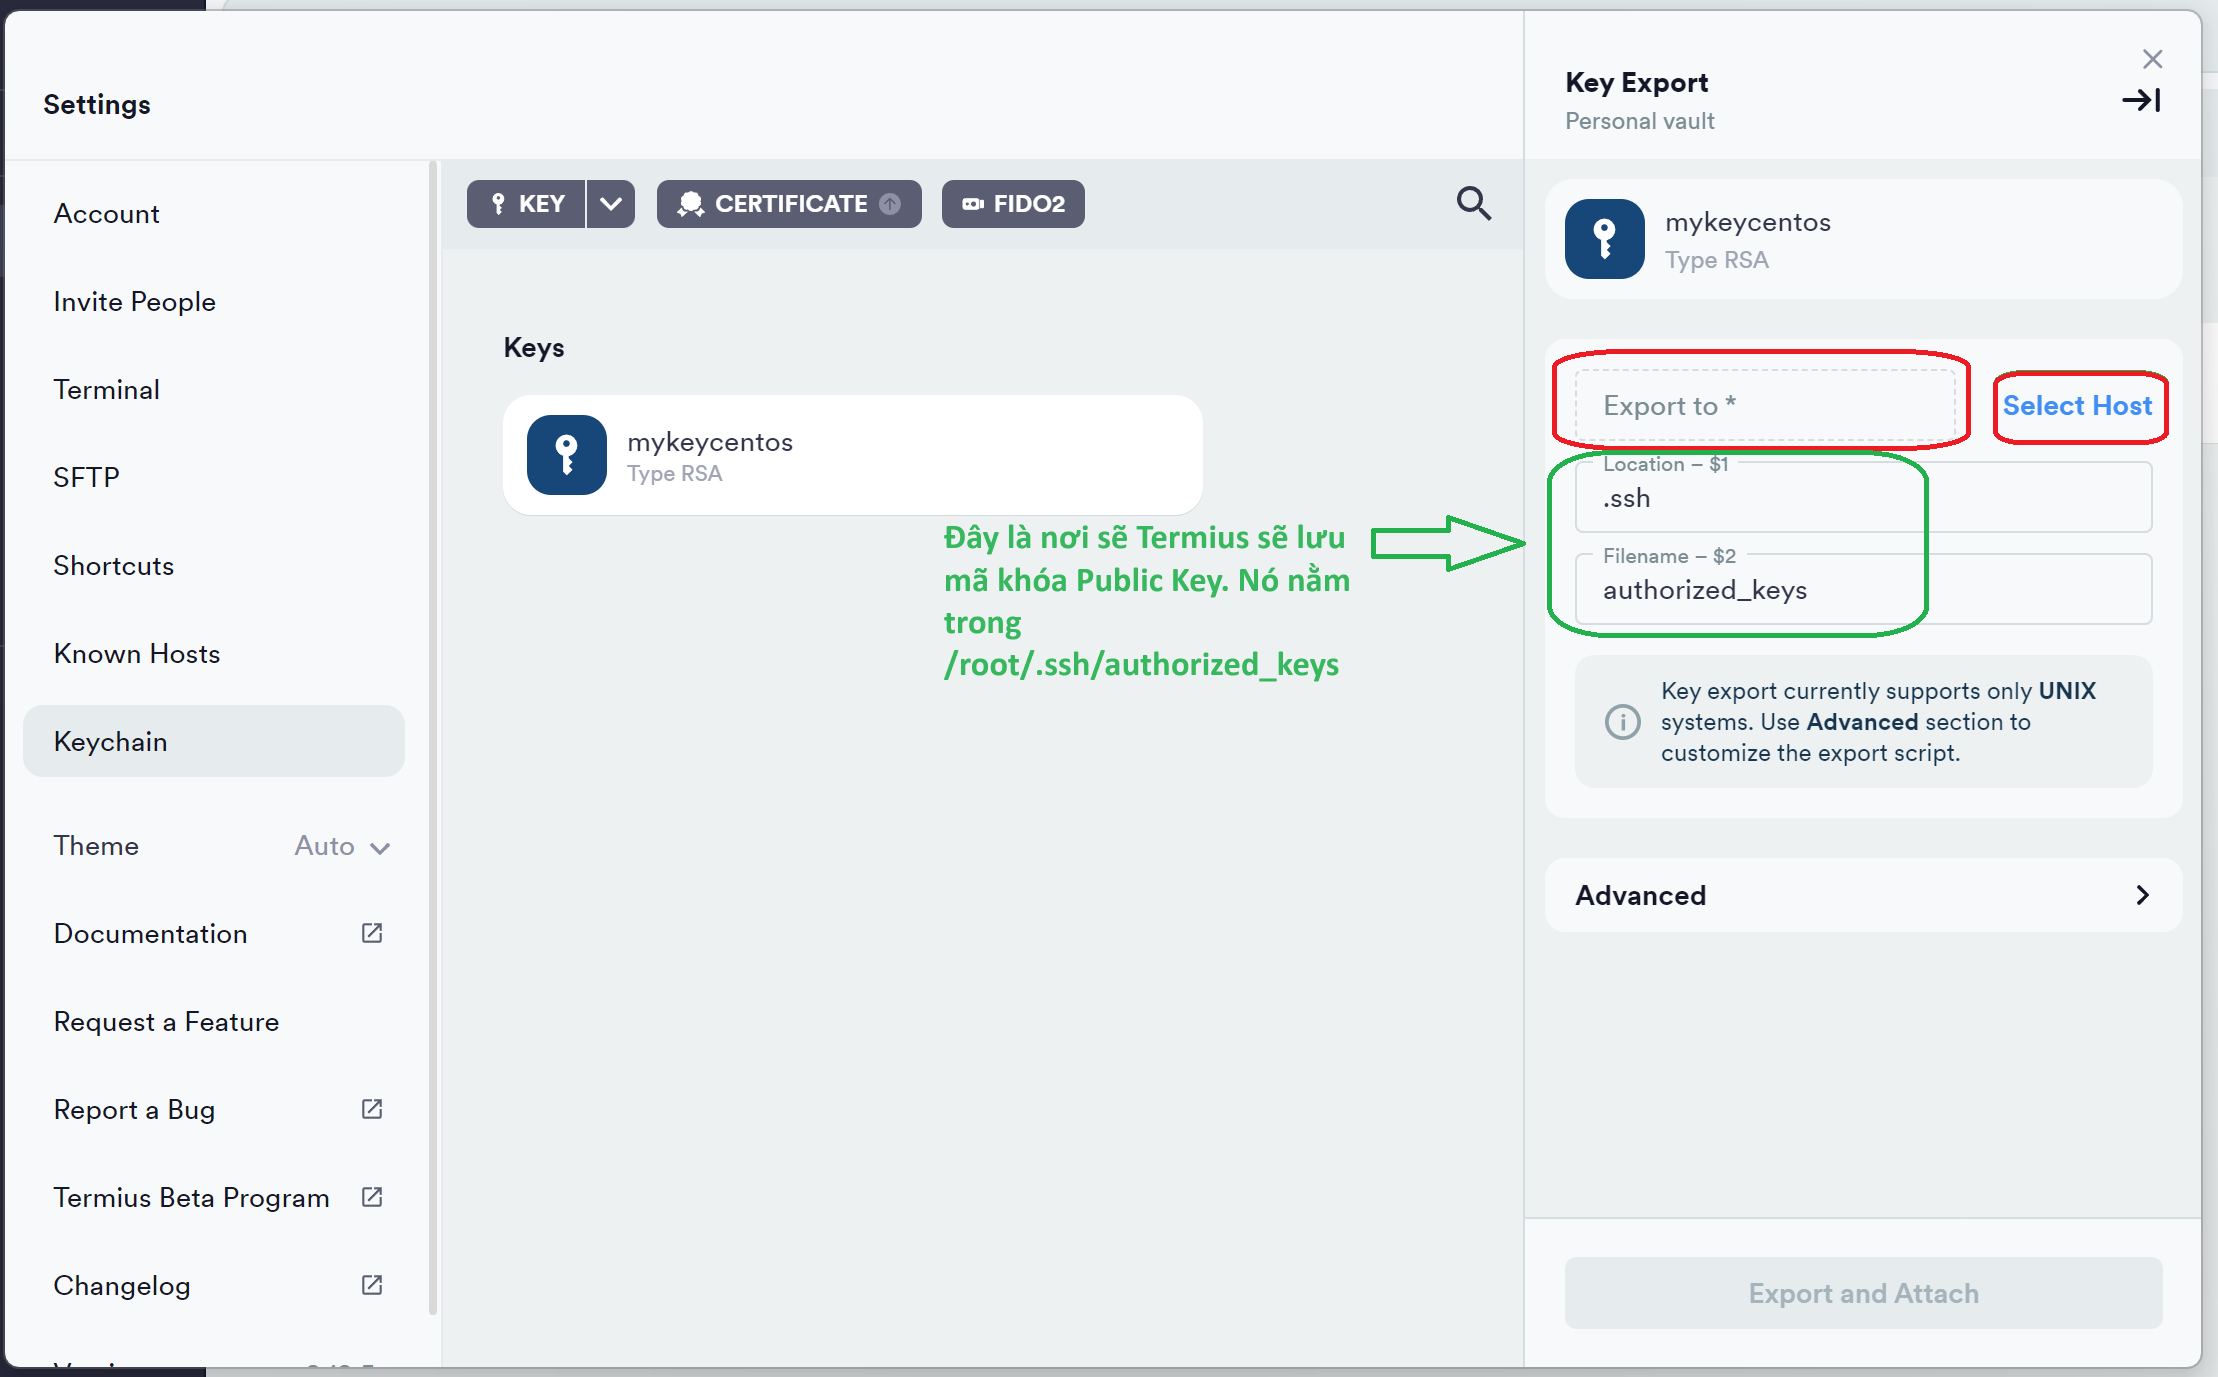 Settings
Account
Invite People
Terminal
SFTP
Shortcuts
Known Hosts
Keychain
Theme Auto
Documentation
Request a Feature
Report a Bug
Termius Beta Program
Changelog
KEY
CERTIFICATE
FIDO2
Keys
mykeycentos
Type RSA
Đây là nơi sẽ Termius sẽ lưu
mã khóa Public Key. Nó nằm
trong
/root/.ssh/authorized_keys
Key Export
Personal vault
mykeycentos
Type RSA
Export to *
Select Host
Location – $1
.ssh
Filename – $2
authorized_keys
Key export currently supports only UNIX
systems. Use Advanced section to
customize the export script.
Advanced
Export and Attach